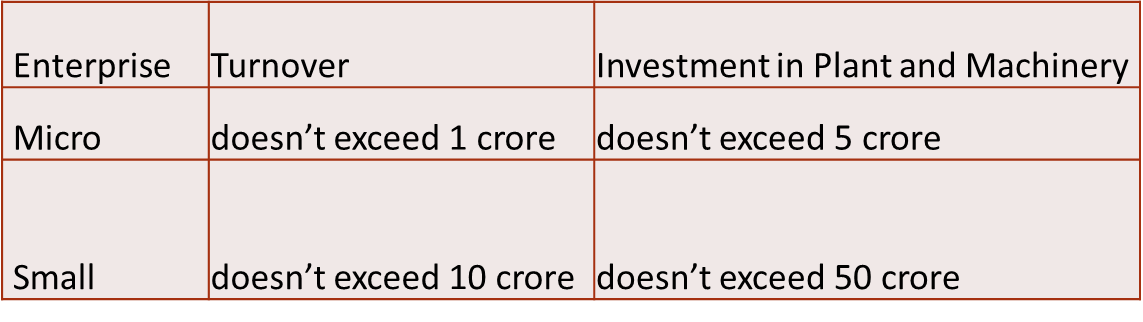 Enterprise Turnover Investment in Plant and Machinery
Micro doesn’t exceed 1 crore doesn’t exceed 5 crore
Small doesn’t exceed 10 crore doesn’t exceed 50 crore